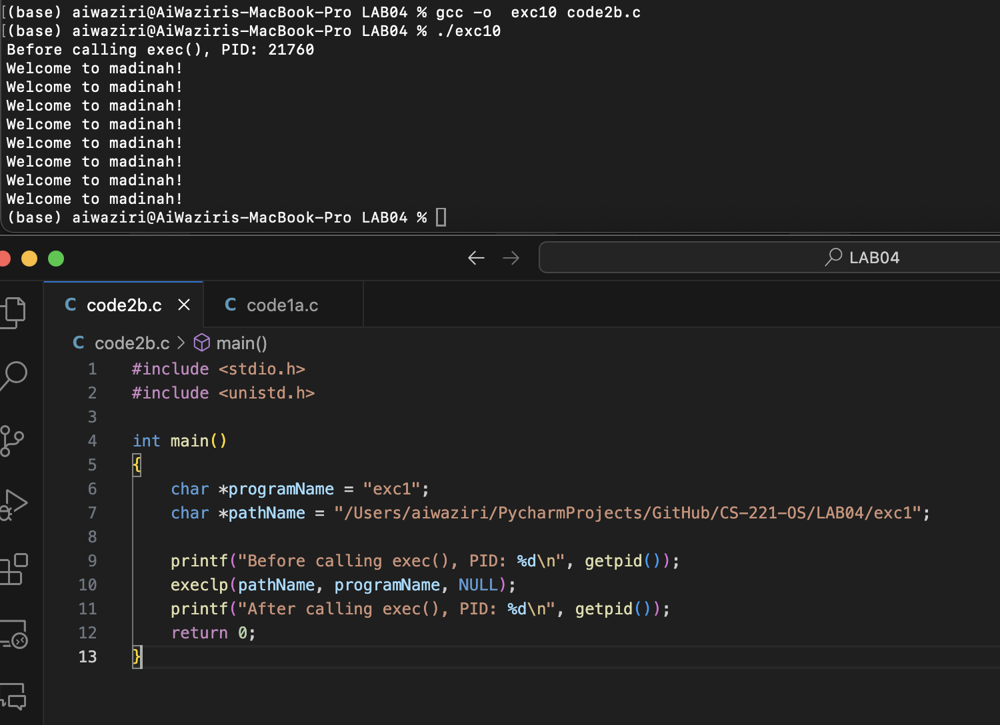 [(base) aiwaziri@AiWaziris-MacBook-Pro LAB04 % gcc -o  exc10 code2b.c
[(base) aiwaziri@AiWaziris-MacBook-Pro LAB04 % ./exc10
Before calling exec(), PID: 21760
Welcome to madinah!
Welcome to madinah!
Welcome to madinah!
Welcome to madinah!
Welcome to madinah!
Welcome to madinah!
Welcome to madinah!
Welcome to madinah!
(base) aiwaziri@AiWaziris-MacBook-Pro LAB04 %
LAB04
C code2b.c C code1a.c
C code2b.c > main()
1 #include <stdio.h>
2 #include <unistd.h>
3
4 int main()
5 {
6     char *programName = "exc1";
7     char *pathName = "/Users/aiwaziri/PycharmProjects/GitHub/CS-221-OS/LAB04/exc1";
8
9     printf("Before calling exec(), PID: %d\n", getpid());
10     execlp(pathName, programName, NULL);
11     printf("After calling exec(), PID: %d\n", getpid());
12     return 0;
13 }